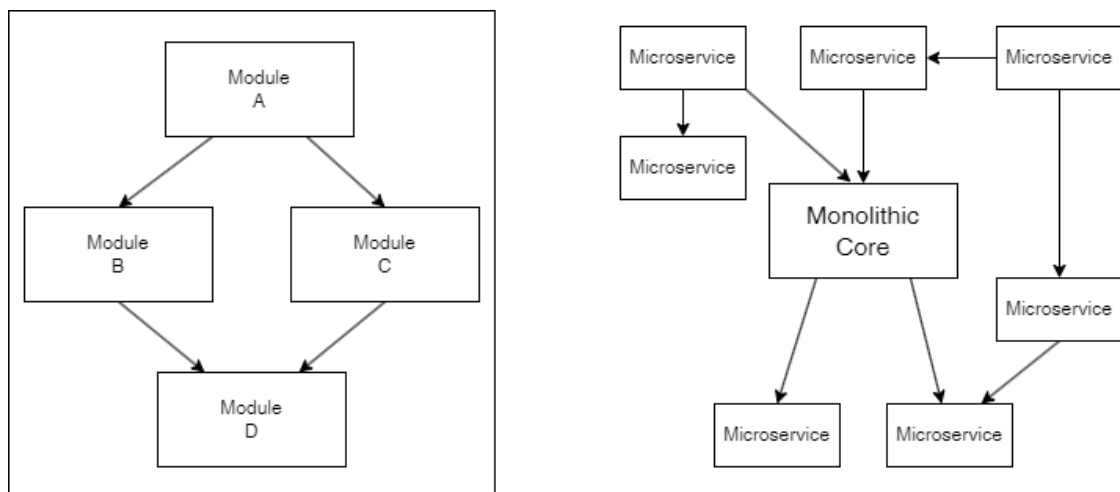 Module
A
Module
B
Module
C
Module
D
Microservice
Microservice
Microservice
Microservice
Monolithic
Core
Microservice
Microservice
Microservice